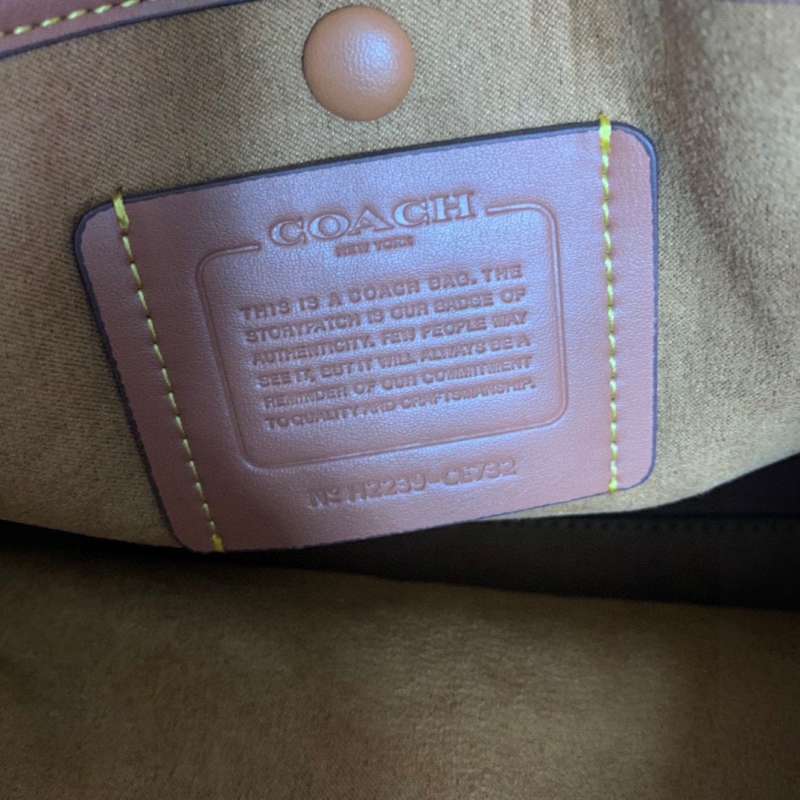 COACH
NEW YORK
THIS IS A COACH BAG. THE
STORYPATCH IS OUR BADGE OF
AUTHENTICITY. FEW PEOPLE MAY
SEE IT, BUT IT WILL ALWAYS BE A
REMINDER OF OUR COMMITMENT
TO QUALITY AND CRAFTSMANSHIP.
Nº H2239-CE732